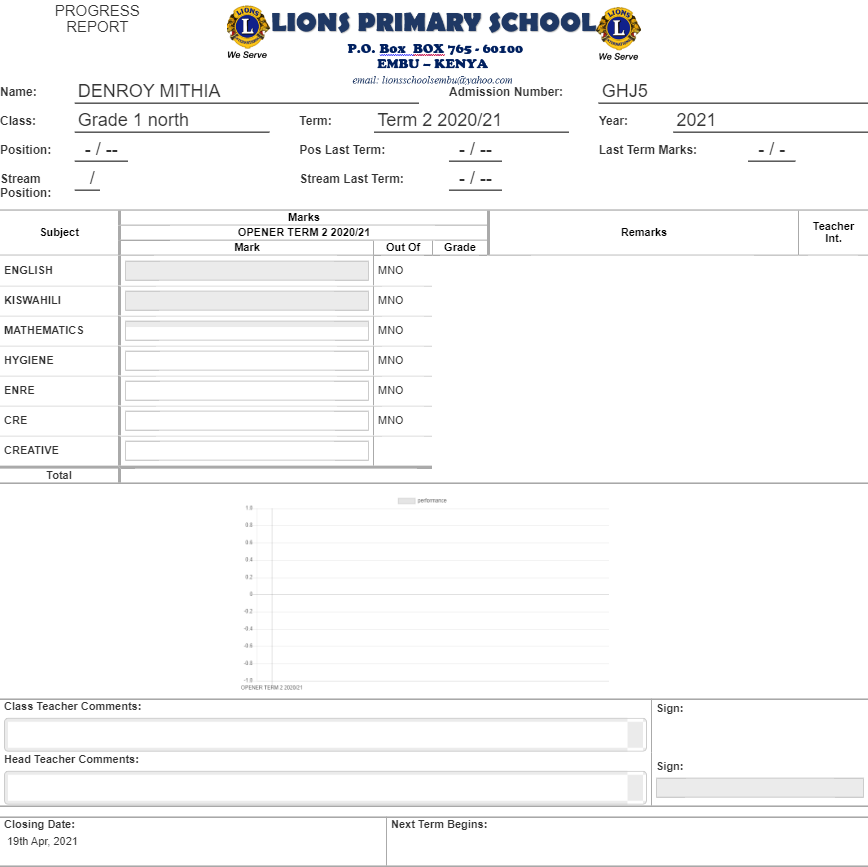 PROGRESS
REPORT
LIONS PRIMARY SCHOOL
L LIONS INTERNATIONAL We Serve
L LIONS INTERNATIONAL We Serve
P.O. Box BOX 765 - 60100
EMBU – KENYA
email: lionsschoolsembu@yahoo.com
Name: DENROY MITHIA Admission Number: GHJ5
Class: Grade 1 north Term: Term 2 2020/21 Year: 2021
Position: - / -- Pos Last Term: - / -- Last Term Marks: - / -
Stream Position: / Stream Last Term: - / --
Subject Marks Remarks Teacher Int.
OPENER TERM 2 2020/21
Mark Out Of Grade
ENGLISH MNO
KISWAHILI MNO
MATHEMATICS MNO
HYGIENE MNO
ENRE MNO
CRE MNO
CREATIVE
Total
performance
1.0
0.8
0.6
0.4
0.2
0
-0.2
-0.4
-0.6
-0.8
-1.0
OPENER TERM 2 2020/21
Class Teacher Comments: Sign:
Head Teacher Comments: Sign:
Closing Date: Next Term Begins:
19th Apr, 2021